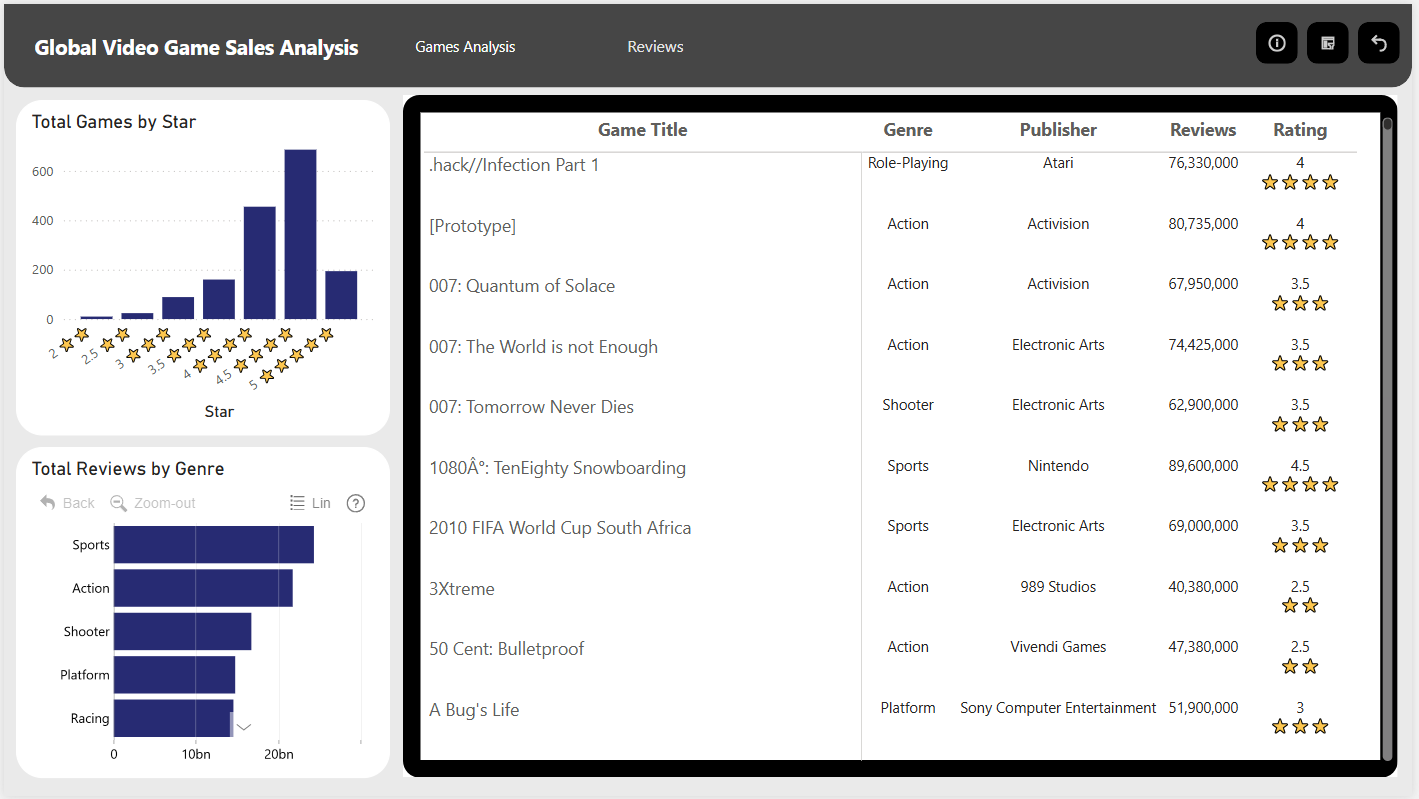 Global Video Game Sales Analysis Games Analysis Reviews
Total Games by Star
600
400
200
0
2 2.5 3 3.5 4 4.5 5
Star
Total Reviews by Genre
Back Zoom-out Lin ?
Sports
Action
Shooter
Platform
Racing
0 10bn 20bn
Game Title Genre Publisher Reviews Rating
.hack//Infection Part 1 Role-Playing Atari 76,330,000 4
[Prototype] Action Activision 80,735,000 4
007: Quantum of Solace Action Activision 67,950,000 3.5
007: The World is not Enough Action Electronic Arts 74,425,000 3.5
007: Tomorrow Never Dies Shooter Electronic Arts 62,900,000 3.5
1080Â°: TenEighty Snowboarding Sports Nintendo 89,600,000 4.5
2010 FIFA World Cup South Africa Sports Electronic Arts 69,000,000 3.5
3Xtreme Action 989 Studios 40,380,000 2.5
50 Cent: Bulletproof Action Vivendi Games 47,380,000 2.5
A Bug's Life Platform Sony Computer Entertainment 51,900,000 3